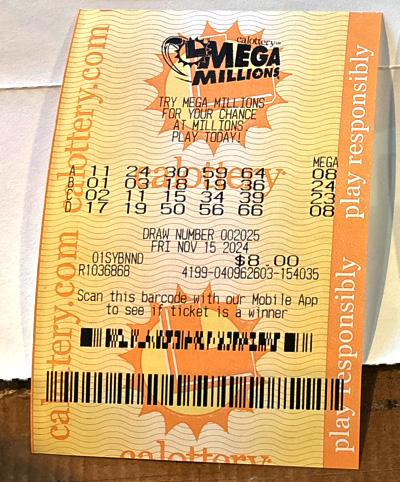 calottery
MEGA
MILLIONS
TRY MEGA MILLIONS
FOR YOUR CHANCE
AT MILLIONS
PLAY TODAY!
MEGA
A 11 24 30 59 64 08
B 01 03 18 19 36 24
C 02 11 15 34 39 23
D 17 19 50 56 66 08
DRAW NUMBER 002025
FRI NOV 15 2024
01SYBNND $8.00
R1036868 4199-040962603-154035
Scan this barcode with our Mobile App
to see if ticket is a winner
calottery.com
calottery.com
play responsibly
play responsibly
calottery
calottery